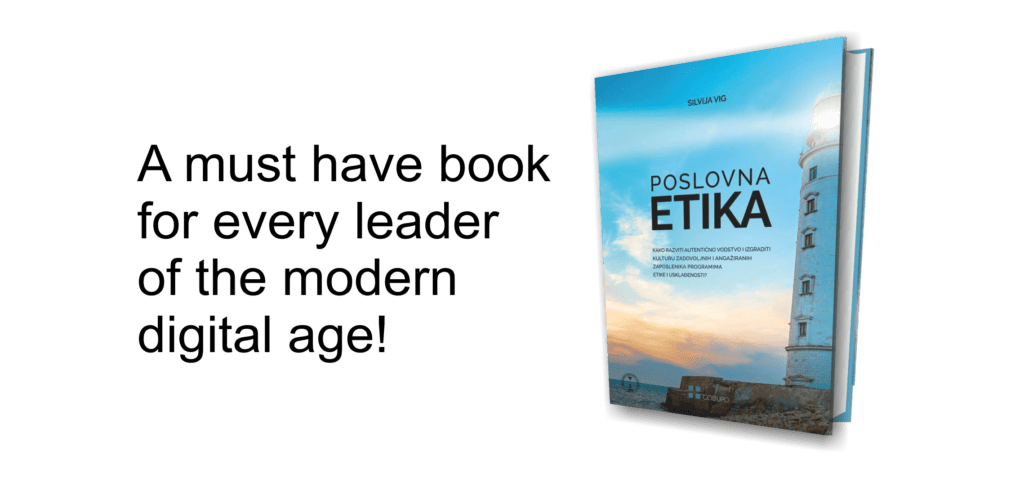 A must have book
for every leader
of the modern
digital age!
SILVIJA VIG
POSLOVNA
ETIKA
KAKO RAZVITI AUTENTIČNO VODSTVO I IZGRADITI
KULTURU ZADOVOLJNIH I ANGAŽIRANIH
ZAPOSLENIKA PROGRAMIMA
ETIKE I USKLAĐENOSTI?